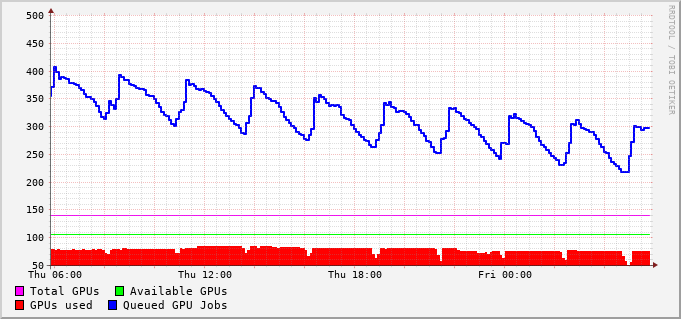 500
450
400
350
300
250
200
150
100
50
Thu 06:00 Thu 12:00 Thu 18:00 Fri 00:00
Total GPUs Available GPUs
GPUs used Queued GPU Jobs
RRDTOOL / TOBI OETIKER